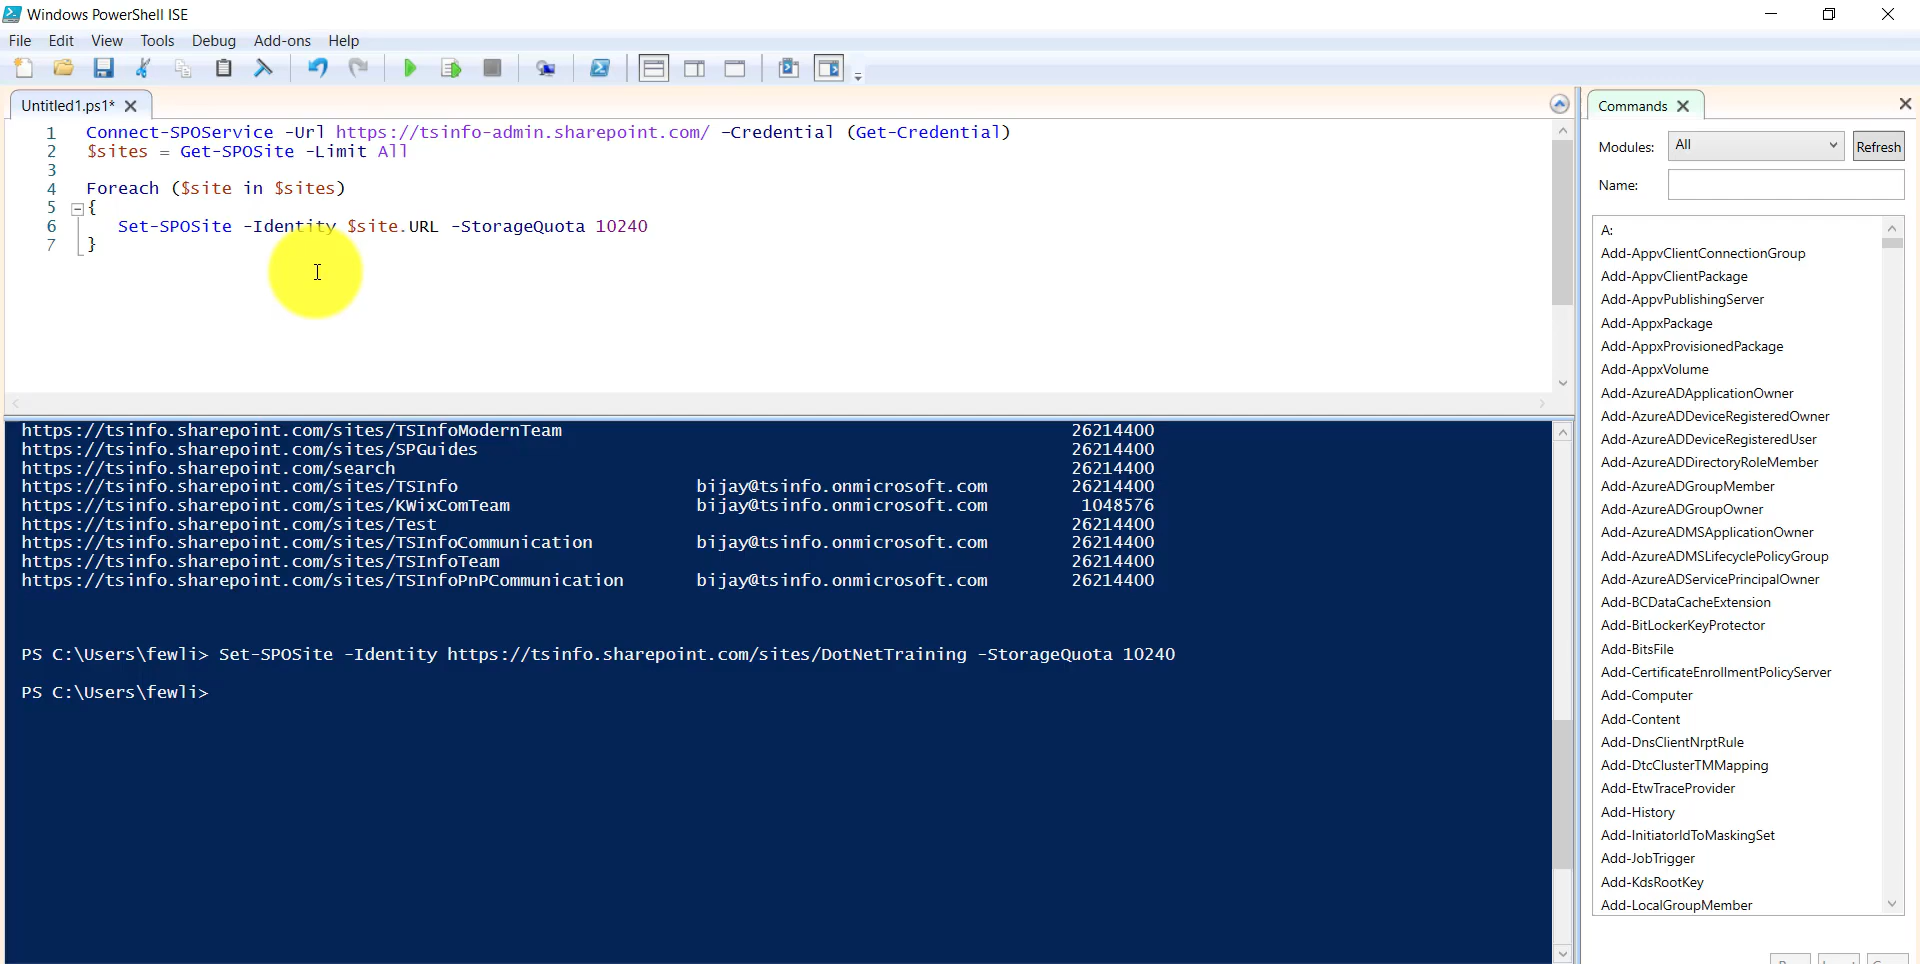 Windows PowerShell ISE
File Edit View Tools Debug Add-ons Help
Untitled1.ps1*
1 Connect-SPOService -Url https://tsinfo-admin.sharepoint.com/ -Credential (Get-Credential)
2 $sites = Get-SPOSite -Limit All
3
4 Foreach ($site in $sites)
5 {
6 Set-SPOSite -Identity $site.URL -StorageQuota 10240
7 }
https://tsinfo.sharepoint.com/sites/TSInfoModernTeam 26214400
https://tsinfo.sharepoint.com/sites/SPGuides 26214400
https://tsinfo.sharepoint.com/search 26214400
https://tsinfo.sharepoint.com/sites/TSInfo bijay@tsinfo.onmicrosoft.com 26214400
https://tsinfo.sharepoint.com/sites/KWixComTeam bijay@tsinfo.onmicrosoft.com 1048576
https://tsinfo.sharepoint.com/sites/Test 26214400
https://tsinfo.sharepoint.com/sites/TSInfoCommunication bijay@tsinfo.onmicrosoft.com 26214400
https://tsinfo.sharepoint.com/sites/TSInfoTeam 26214400
https://tsinfo.sharepoint.com/sites/TSInfoPnPCommunication bijay@tsinfo.onmicrosoft.com 26214400
PS C:\Users\fewli> Set-SPOSite -Identity https://tsinfo.sharepoint.com/sites/DotNetTraining -StorageQuota 10240
PS C:\Users\fewli>
Commands
Modules: All Refresh
Name:
A:
Add-AppvClientConnectionGroup
Add-AppvClientPackage
Add-AppvPublishingServer
Add-AppxPackage
Add-AppxProvisionedPackage
Add-AppxVolume
Add-AzureADApplicationOwner
Add-AzureADDeviceRegisteredOwner
Add-AzureADDeviceRegisteredUser
Add-AzureADDirectoryRoleMember
Add-AzureADGroupMember
Add-AzureADGroupOwner
Add-AzureADMSApplicationOwner
Add-AzureADMSLifecyclePolicyGroup
Add-AzureADServicePrincipalOwner
Add-BCDataCacheExtension
Add-BitLockerKeyProtector
Add-BitsFile
Add-CertificateEnrollmentPolicyServer
Add-Computer
Add-Content
Add-DnsClientNrptRule
Add-DtcClusterTMMapping
Add-EtwTraceProvider
Add-History
Add-InitiatorIdToMaskingSet
Add-JobTrigger
Add-KdsRootKey
Add-LocalGroupMember